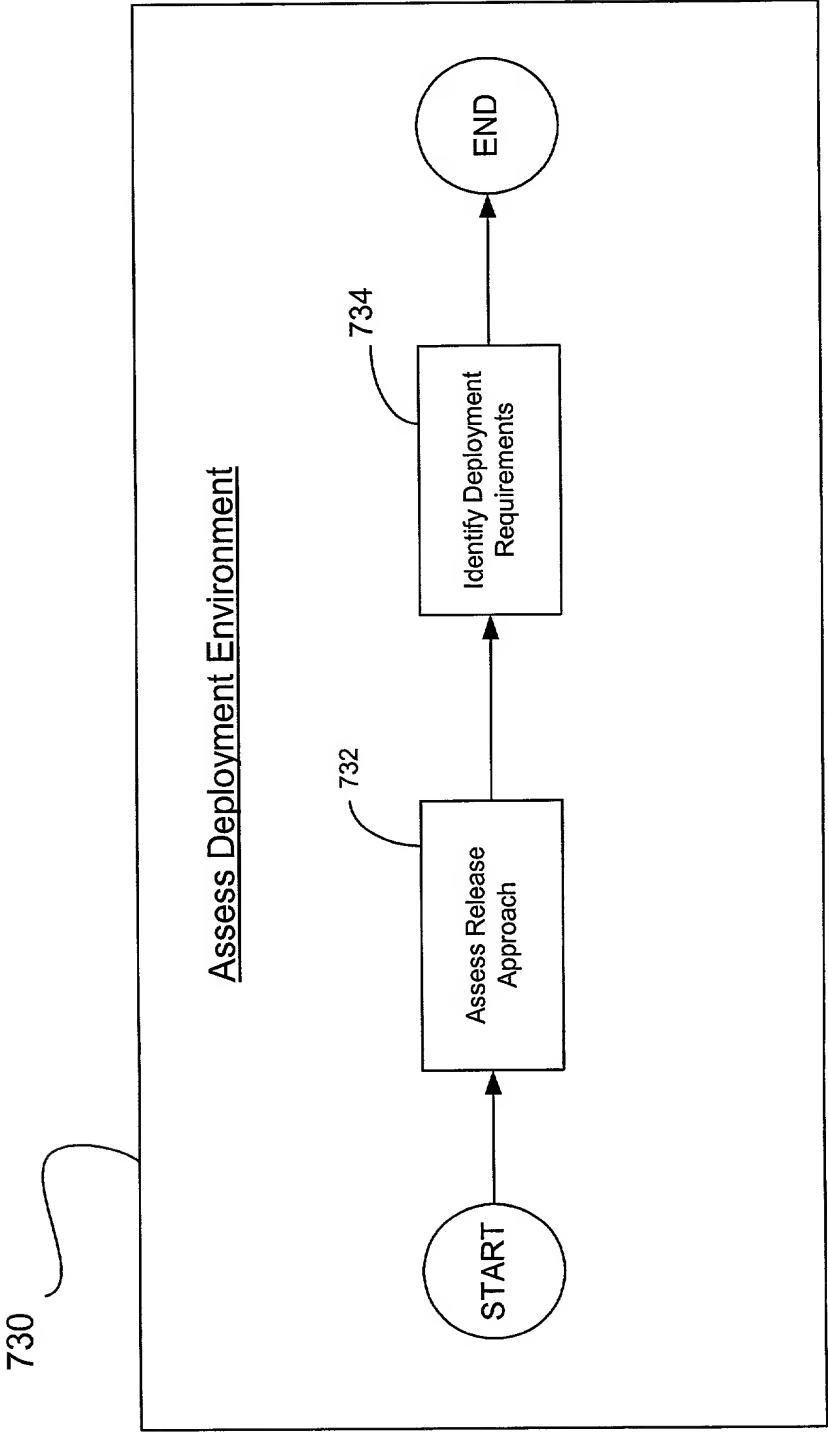 730
Assess Deployment Environment
START
732
Assess Release
Approach
734
Identify Deployment
Requirements
END